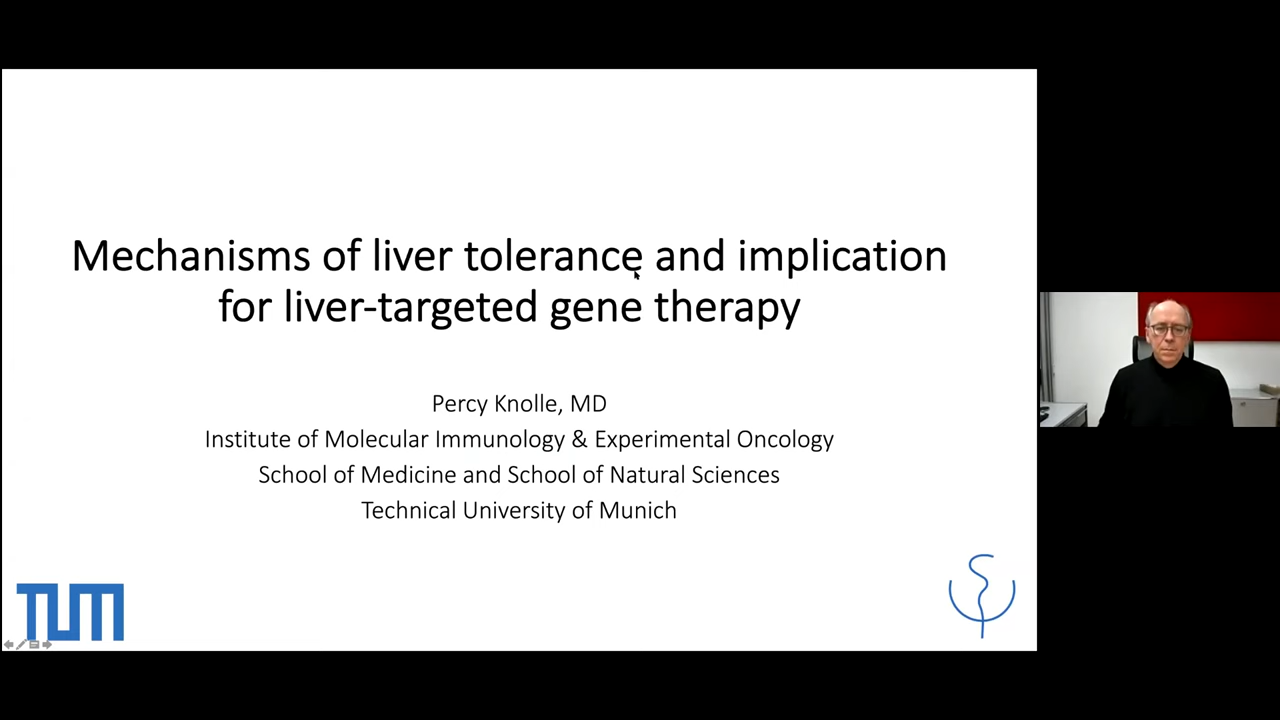 Mechanisms of liver tolerance and implication
for liver-targeted gene therapy
Percy Knolle, MD
Institute of Molecular Immunology & Experimental Oncology
School of Medicine and School of Natural Sciences
Technical University of Munich
TUM